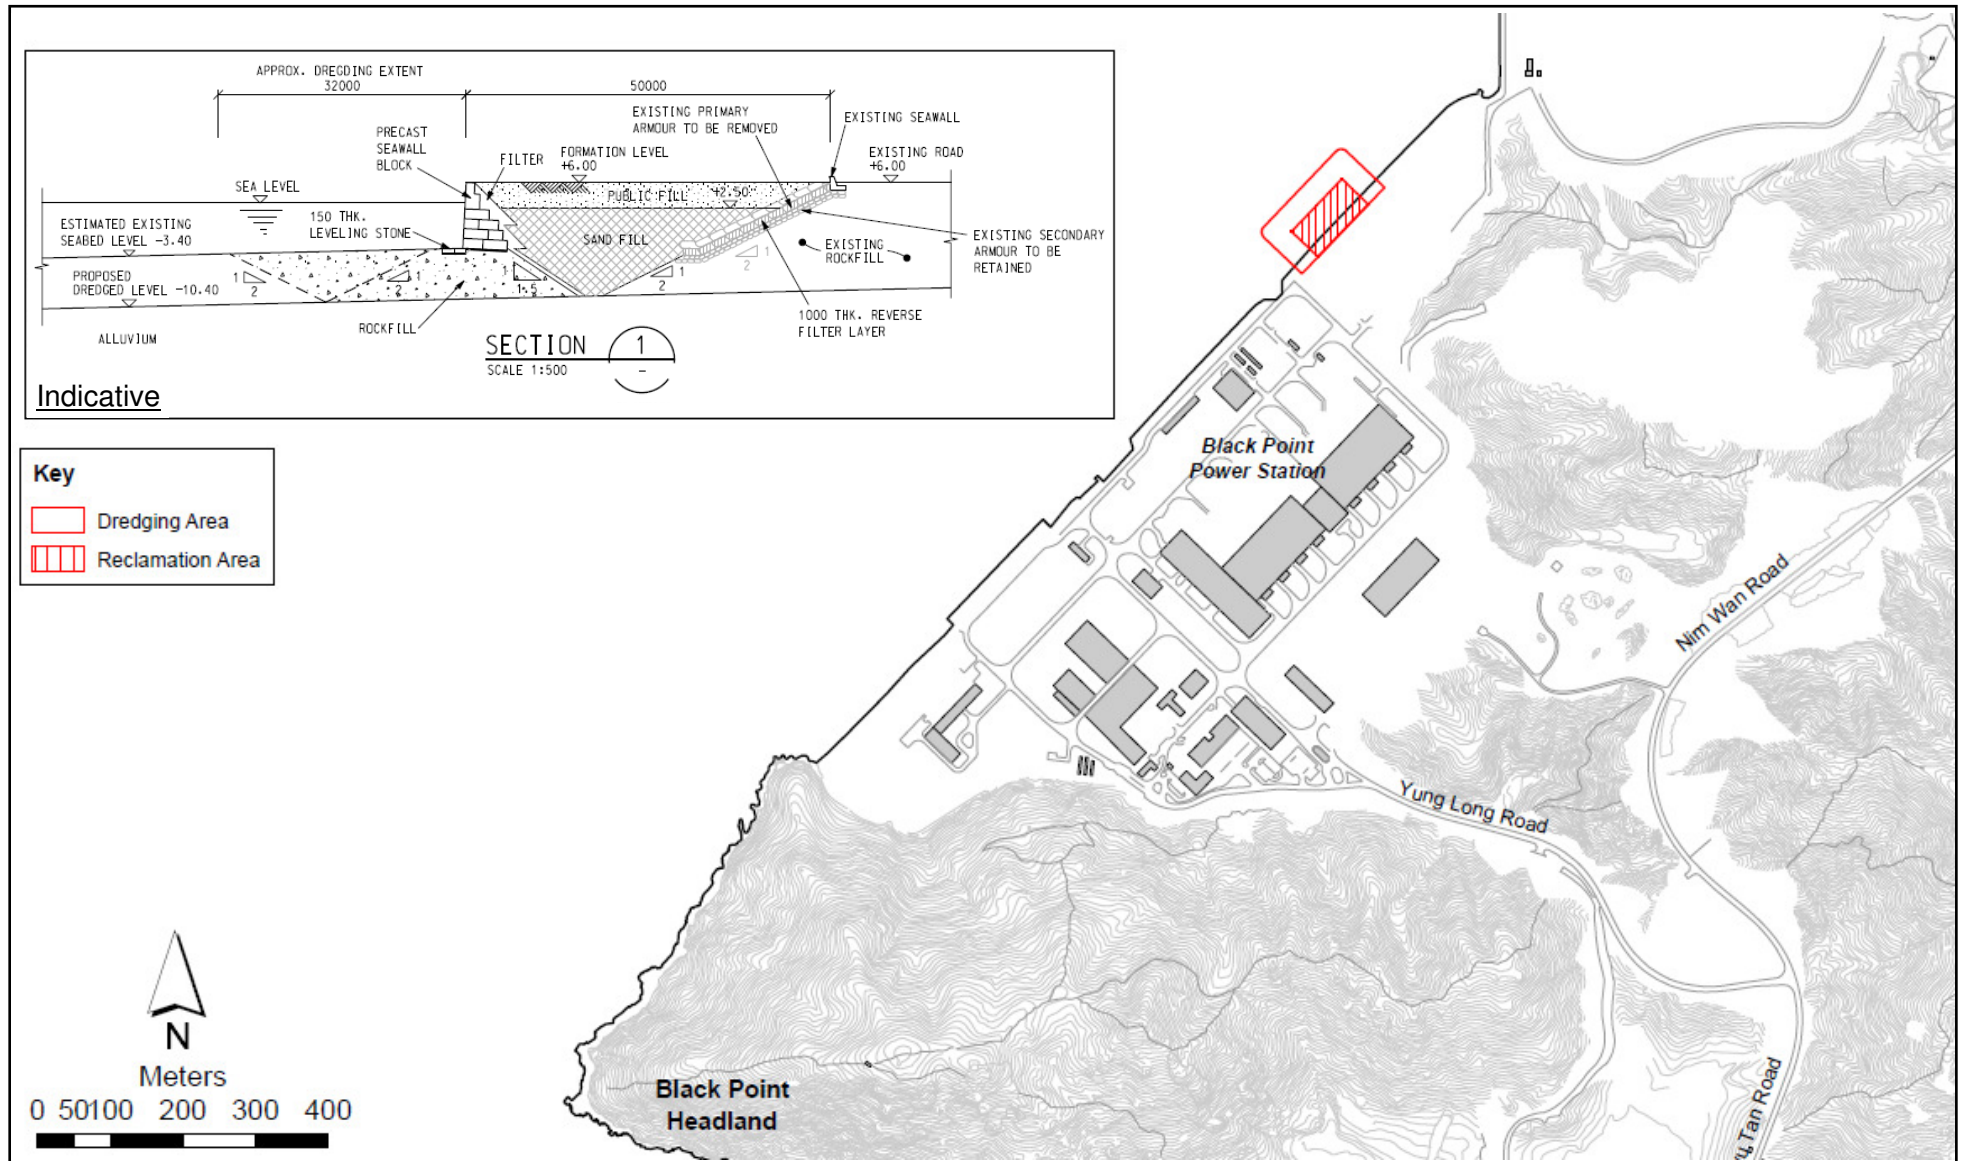 APPROX. DREGDING EXTENT
32000
50000
EXISTING PRIMARY
ARMOUR TO BE REMOVED
EXISTING SEAWALL
PRECAST
SEAWALL
BLOCK
FILTER
FORMATION LEVEL
+6.00
EXISTING ROAD
+6.00
SEA LEVEL
PUBLIC FILL
+2.50
150 THK.
LEVELING STONE
ESTIMATED EXISTING
SEABED LEVEL -3.40
SAND FILL
EXISTING
ROCKFILL
EXISTING SECONDARY
ARMOUR TO BE
RETAINED
PROPOSED
DREDGED LEVEL -10.40
1
2
1
2
1
1.5
1
2
1
2
ROCKFILL
1000 THK. REVERSE
FILTER LAYER
ALLUVIUM
SECTION
1
SCALE 1:500
-
Indicative
Key
Dredging Area
Reclamation Area
Black Point
Power Station
Nim Wan Road
Yung Long Road
N
Meters
0 50 100 200 300 400
Black Point
Headland
Tan Road